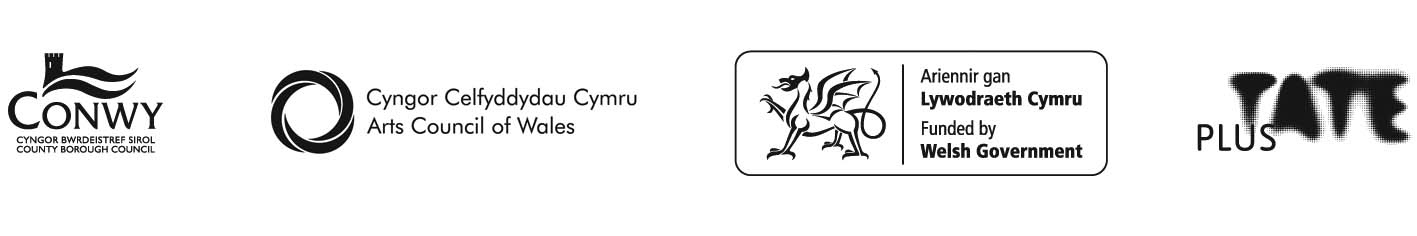 CONWY
CYNGOR BWRDEISTREF SIROL
COUNTY BOROUGH COUNCIL
Cyngor Celfyddydau Cymru
Arts Council of Wales
Ariennir gan
Lywodraeth Cymru
Funded by
Welsh Government
PLUS TATE